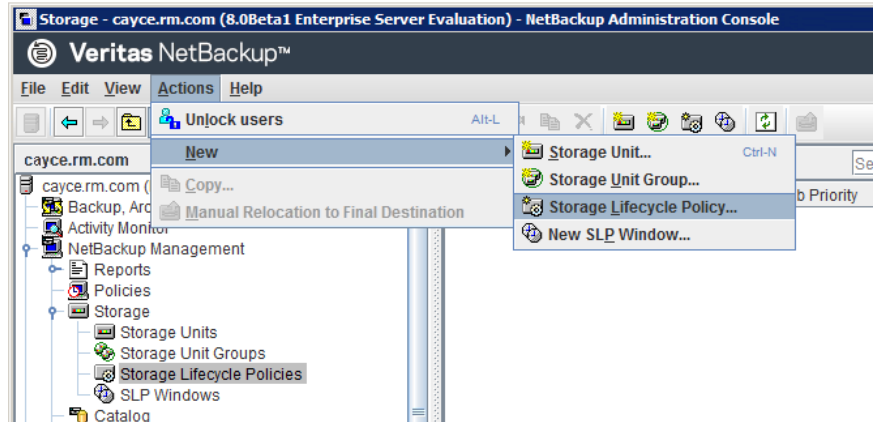 Storage - cayce.rm.com (8.0Beta1 Enterprise Server Evaluation) - NetBackup Administration Console
Veritas NetBackup™
File Edit View Actions Help
Unlock users Alt-L
New
Copy...
Manual Relocation to Final Destination
Storage Unit... Ctrl-N
Storage Unit Group...
Storage Lifecycle Policy...
New SLP Window...
Se
b Priority
cayce.rm.com
cayce.rm.com (
Backup, Arc
Activity Monitor
NetBackup Management
Reports
Policies
Storage
Storage Units
Storage Unit Groups
Storage Lifecycle Policies
SLP Windows
Catalog